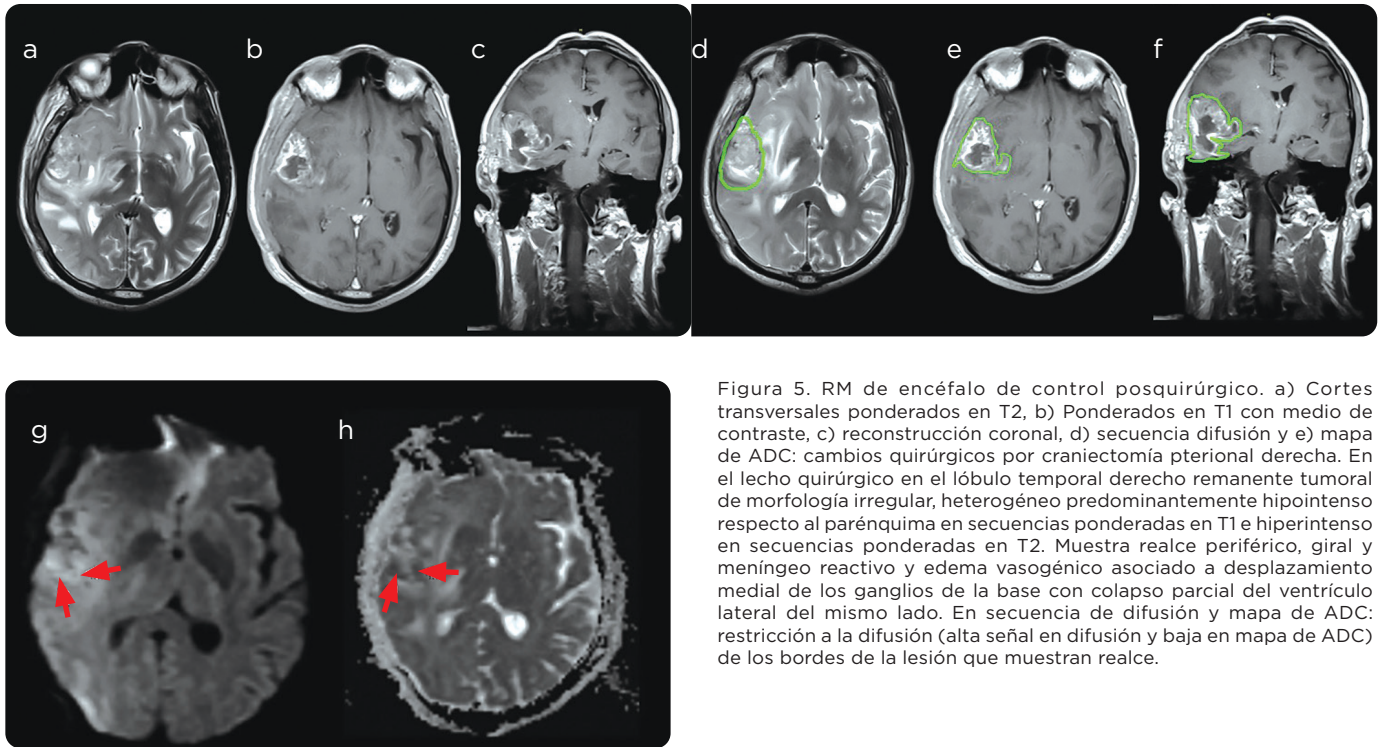 a
b
c
d
e
f
g
h
Figura 5. RM de encéfalo de control posquirúrgico. a) Cortes
transversales ponderados en T2, b) Ponderados en T1 con medio de
contraste, c) reconstrucción coronal, d) secuencia difusión y e) mapa
de ADC: cambios quirúrgicos por craniectomía pterional derecha. En
el lecho quirúrgico en el lóbulo temporal derecho remanente tumoral
de morfología irregular, heterogéneo predominantemente hipointenso
respecto al parénquima en secuencias ponderadas en T1 e hiperintenso
en secuencias ponderadas en T2. Muestra realce periférico, giral y
meníngeo reactivo y edema vasogénico asociado a desplazamiento
medial de los ganglios de la base con colapso parcial del ventrículo
lateral del mismo lado. En secuencia de difusión y mapa de ADC:
restricción a la difusión (alta señal en difusión y baja en mapa de ADC)
de los bordes de la lesión que muestran realce.